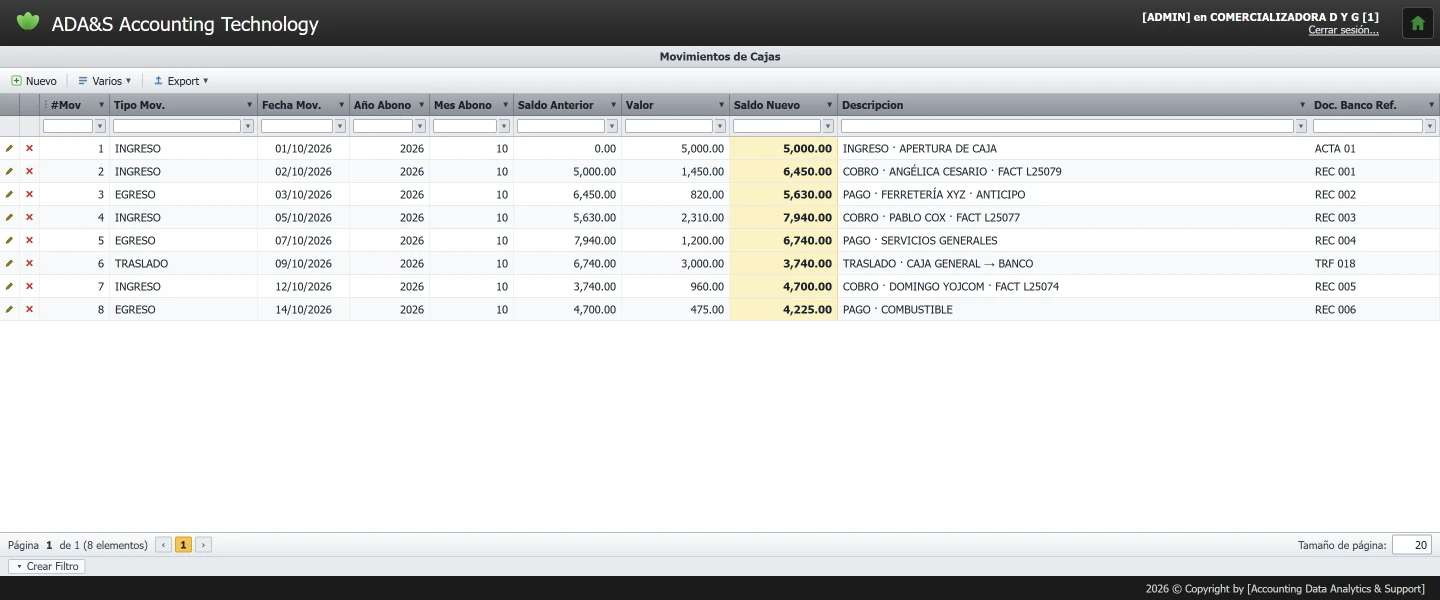 ADA&S Accounting Technology
[ADMIN] en COMERCIALIZADORA D Y G [1]
Cerrar sesión...
Movimientos de Cajas
Nuevo Varios Export
#Mov Tipo Mov. Fecha Mov. Año Abono Mes Abono Saldo Anterior Valor Saldo Nuevo Descripcion Doc. Banco Ref.
1 INGRESO 01/10/2026 2026 10 0.00 5,000.00 5,000.00 INGRESO · APERTURA DE CAJA ACTA 01
2 INGRESO 02/10/2026 2026 10 5,000.00 1,450.00 6,450.00 COBRO · ANGÉLICA CESARIO · FACT L25079 REC 001
3 EGRESO 03/10/2026 2026 10 6,450.00 820.00 5,630.00 PAGO · FERRETERÍA XYZ · ANTICIPO REC 002
4 INGRESO 05/10/2026 2026 10 5,630.00 2,310.00 7,940.00 COBRO · PABLO COX · FACT L25077 REC 003
5 EGRESO 07/10/2026 2026 10 7,940.00 1,200.00 6,740.00 PAGO · SERVICIOS GENERALES REC 004
6 TRASLADO 09/10/2026 2026 10 6,740.00 3,000.00 3,740.00 TRASLADO · CAJA GENERAL → BANCO TRF 018
7 INGRESO 12/10/2026 2026 10 3,740.00 960.00 4,700.00 COBRO · DOMINGO YOJCOM · FACT L25074 REC 005
8 EGRESO 14/10/2026 2026 10 4,700.00 475.00 4,225.00 PAGO · COMBUSTIBLE REC 006
Página 1 de 1 (8 elementos) ‹ 1 › Tamaño de página: 20
Crear Filtro
2026 © Copyright by [Accounting Data Analytics & Support]